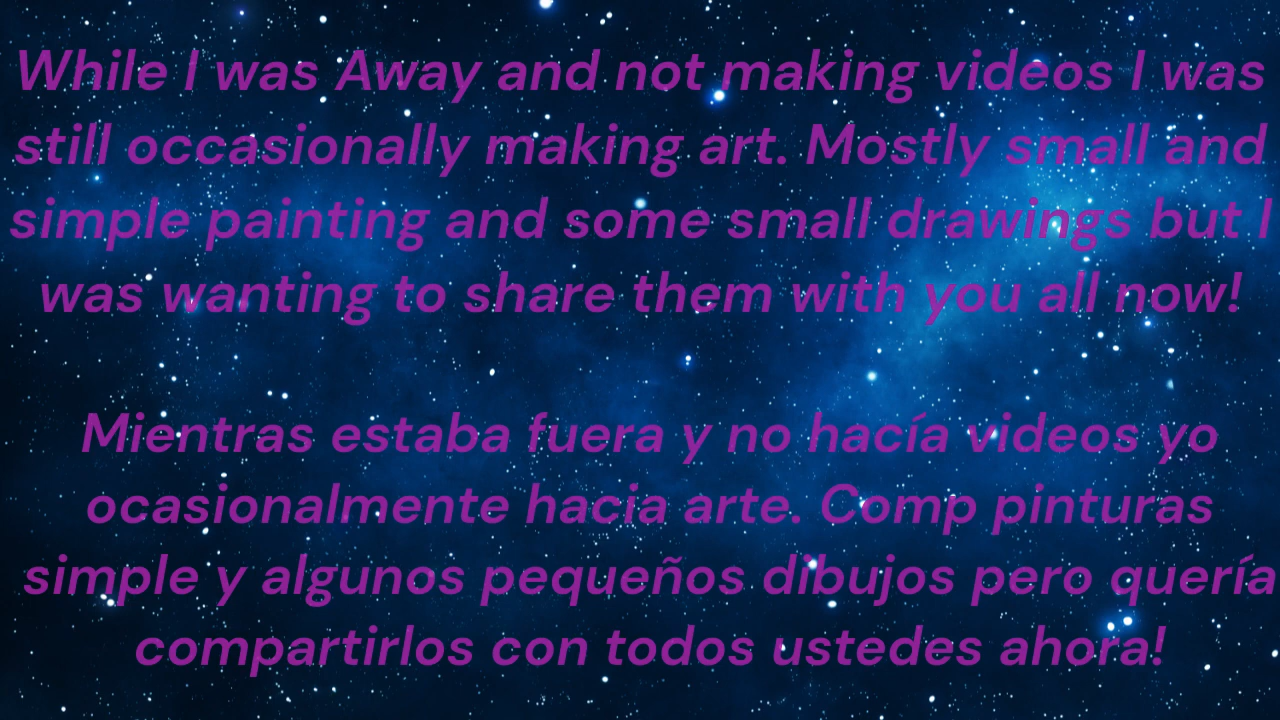 While I was Away and not making videos I was
still occasionally making art. Mostly small and
simple painting and some small drawings but I
was wanting to share them with you all now!
Mientras estaba fuera y no hacía videos yo
ocasionalmente hacia arte. Comp pinturas
simple y algunos pequeños dibujos pero quería
compartirlos con todos ustedes ahora!